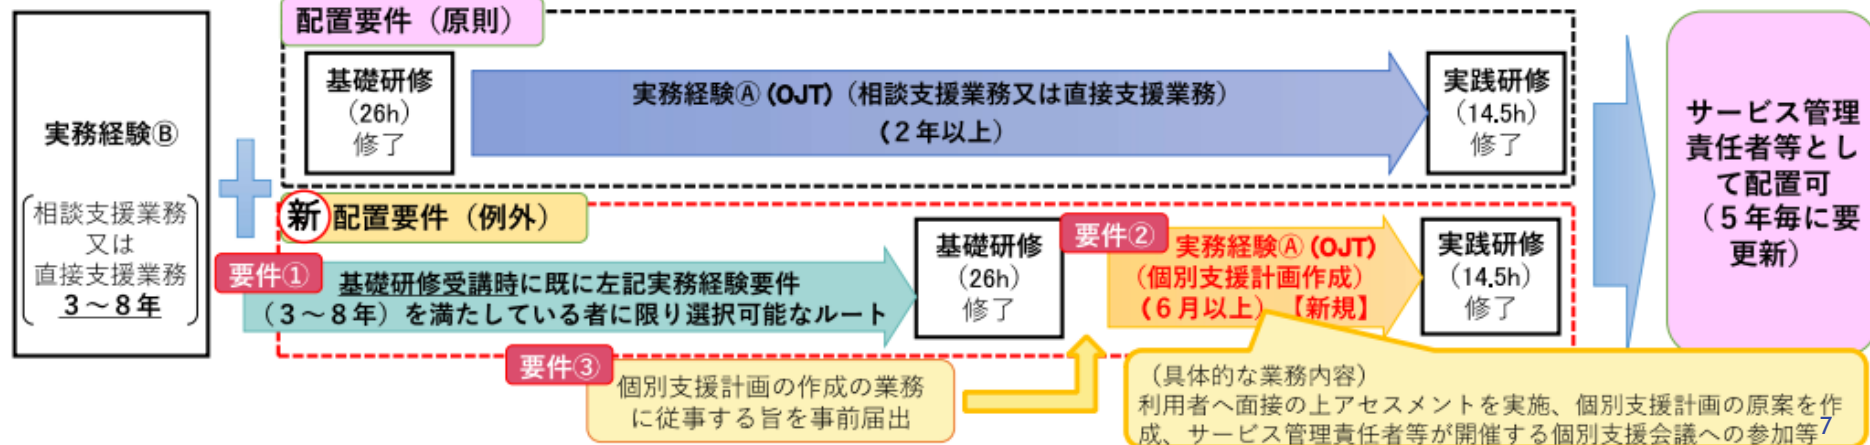 実務経験Ⓑ
相談支援業務
又は
直接支援業務
３～８年
配置要件（原則）
基礎研修
(26h)
修了
実務経験Ⓐ (OJT)（相談支援業務又は直接支援業務）
（２年以上）
実践研修
(14.5h)
修了
新 配置要件（例外）
要件①
基礎研修受講時に既に左記実務経験要件
（３～８年）を満たしている者に限り選択可能なルート
基礎研修
(26h)
修了
要件②
実務経験Ⓐ (OJT)
(個別支援計画作成)
（６月以上）【新規】
実践研修
(14.5h)
修了
要件③
個別支援計画の作成の業務
に従事する旨を事前届出
（具体的な業務内容）
利用者へ面接の上アセスメントを実施、個別支援計画の原案を作
成、サービス管理責任者等が開催する個別支援会議への参加等
サービス管理
責任者等とし
て配置可
（５年毎に要
更新）
7